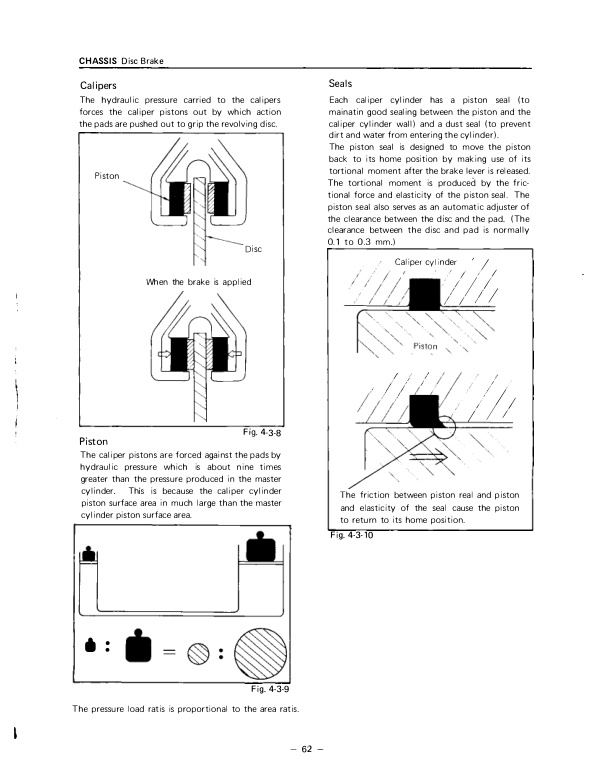 CHASSIS Disc Brake
Calipers
The hydraulic pressure carried to the calipers
forces the caliper pistons out by which action
the pads are pushed out to grip the revolving disc.
Piston
Disc
When the brake is applied
Fig. 4-3-8
Piston
The caliper pistons are forced against the pads by
hydraulic pressure which is about nine times
greater than the pressure produced in the master
cylinder. This is because the caliper cylinder
piston surface area in much large than the master
cylinder piston surface area.
Fig. 4-3-9
The pressure load ratis is proportional to the area ratis.
Seals
Each caliper cylinder has a piston seal (to
mainatin good sealing between the piston and the
caliper cylinder wall) and a dust seal (to prevent
dirt and water from entering the cylinder).
The piston seal is designed to move the piston
back to its home position by making use of its
tortional moment after the brake lever is released.
The tortional moment is produced by the fric-
tional force and elasticity of the piston seal. The
piston seal also serves as an automatic adjuster of
the clearance between the disc and the pad. (The
clearance between the disc and pad is normally
0.1 to 0.3 mm.)
Caliper cylinder
Piston
The friction between piston real and piston
and elasticity of the seal cause the piston
to return to its home position.
Fig. 4-3-10
— 62 —